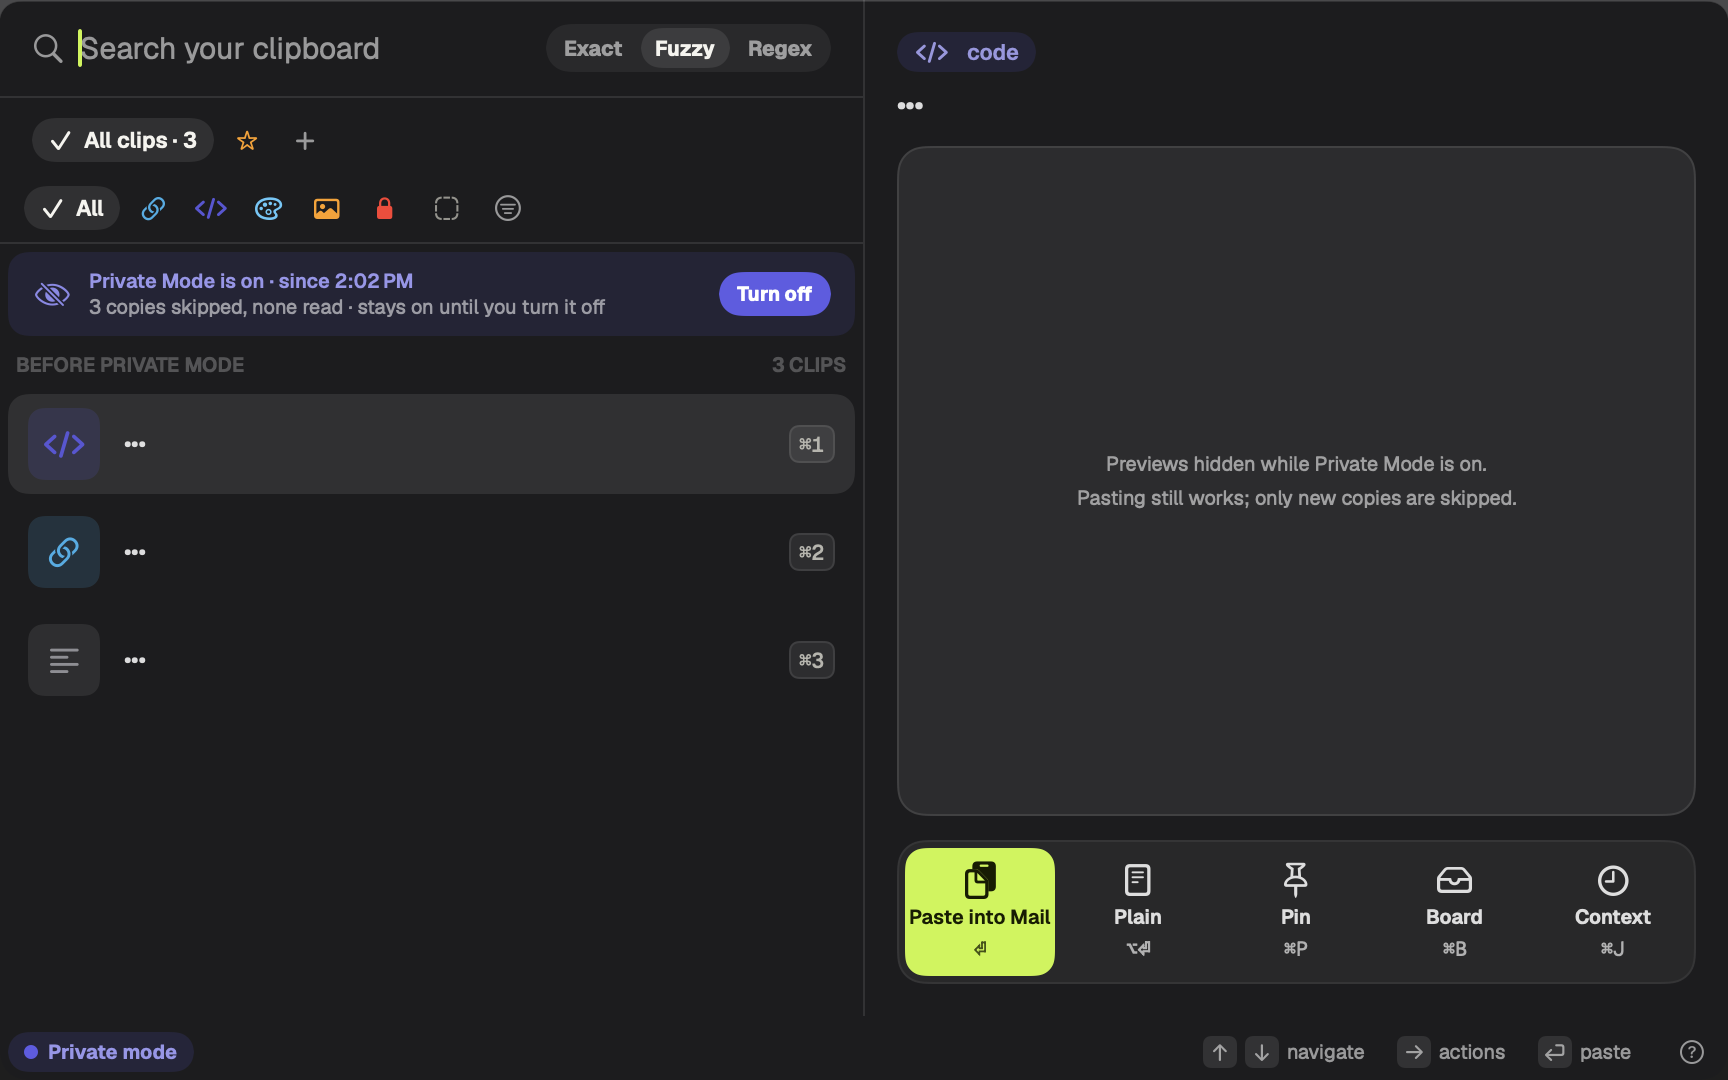 Search your clipboard
Exact Fuzzy Regex
All clips · 3
All
Private Mode is on · since 2:02 PM
3 copies skipped, none read · stays on until you turn it off
Turn off
BEFORE PRIVATE MODE
3 CLIPS
•••
⌘1
•••
⌘2
•••
⌘3
Private mode
</> code
•••
Previews hidden while Private Mode is on.
Pasting still works; only new copies are skipped.
Paste into Mail
⏎
Plain
⌥⏎
Pin
⌘P
Board
⌘B
Context
⌘J
↑ ↓ navigate
→ actions
⏎ paste
?